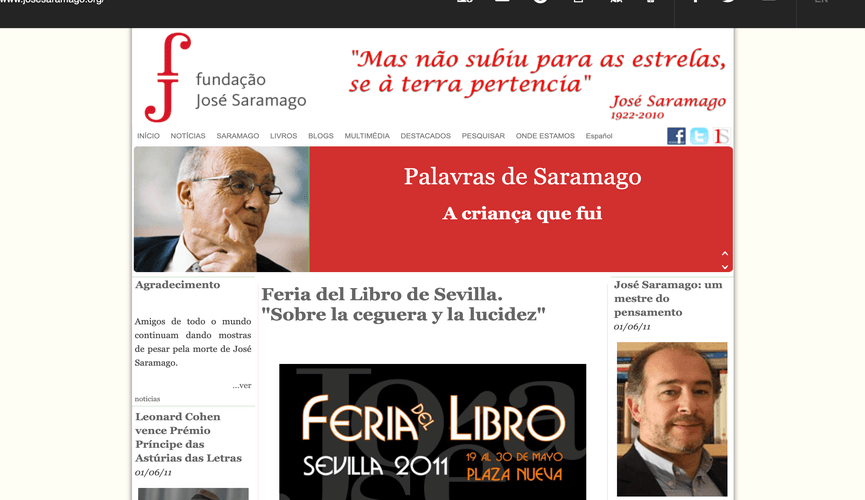 www.josesaramago.org/
EN
fundação
José Saramago
"Mas não subiu para as estrelas,
se à terra pertencia"
José Saramago
1922-2010
INÍCIO NOTÍCIAS SARAMAGO LIVROS BLOGS MULTIMÉDIA DESTACADOS PESQUISAR ONDE ESTAMOS Español
Palavras de Saramago
A criança que fui
Agradecimento
Amigos de todo o mundo
continuam dando mostras
de pesar pela morte de José
Saramago.
...ver
noticias
Leonard Cohen
vence Prémio
Príncipe das
Astúrias das Letras
01/06/11
Feria del Libro de Sevilla.
"Sobre la ceguera y la lucidez"
FERIA DEL LIBRO
SEVILLA 2011
19 AL 30 DE MAYO
PLAZA NUEVA
José Saramago: um
mestre do
pensamento
01/06/11